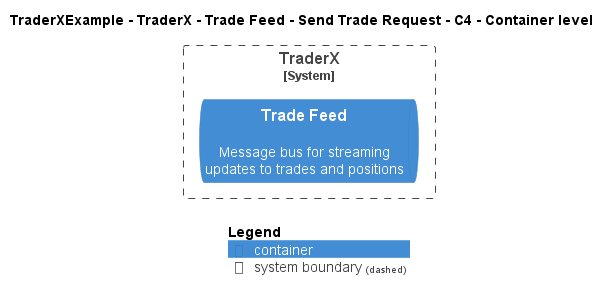 TraderXExample - TraderX - Trade Feed - Send Trade Request - C4 - Container level
TraderX
[System]
Trade Feed
Message bus for streaming
updates to trades and positions
Legend
container
system boundary (dashed)